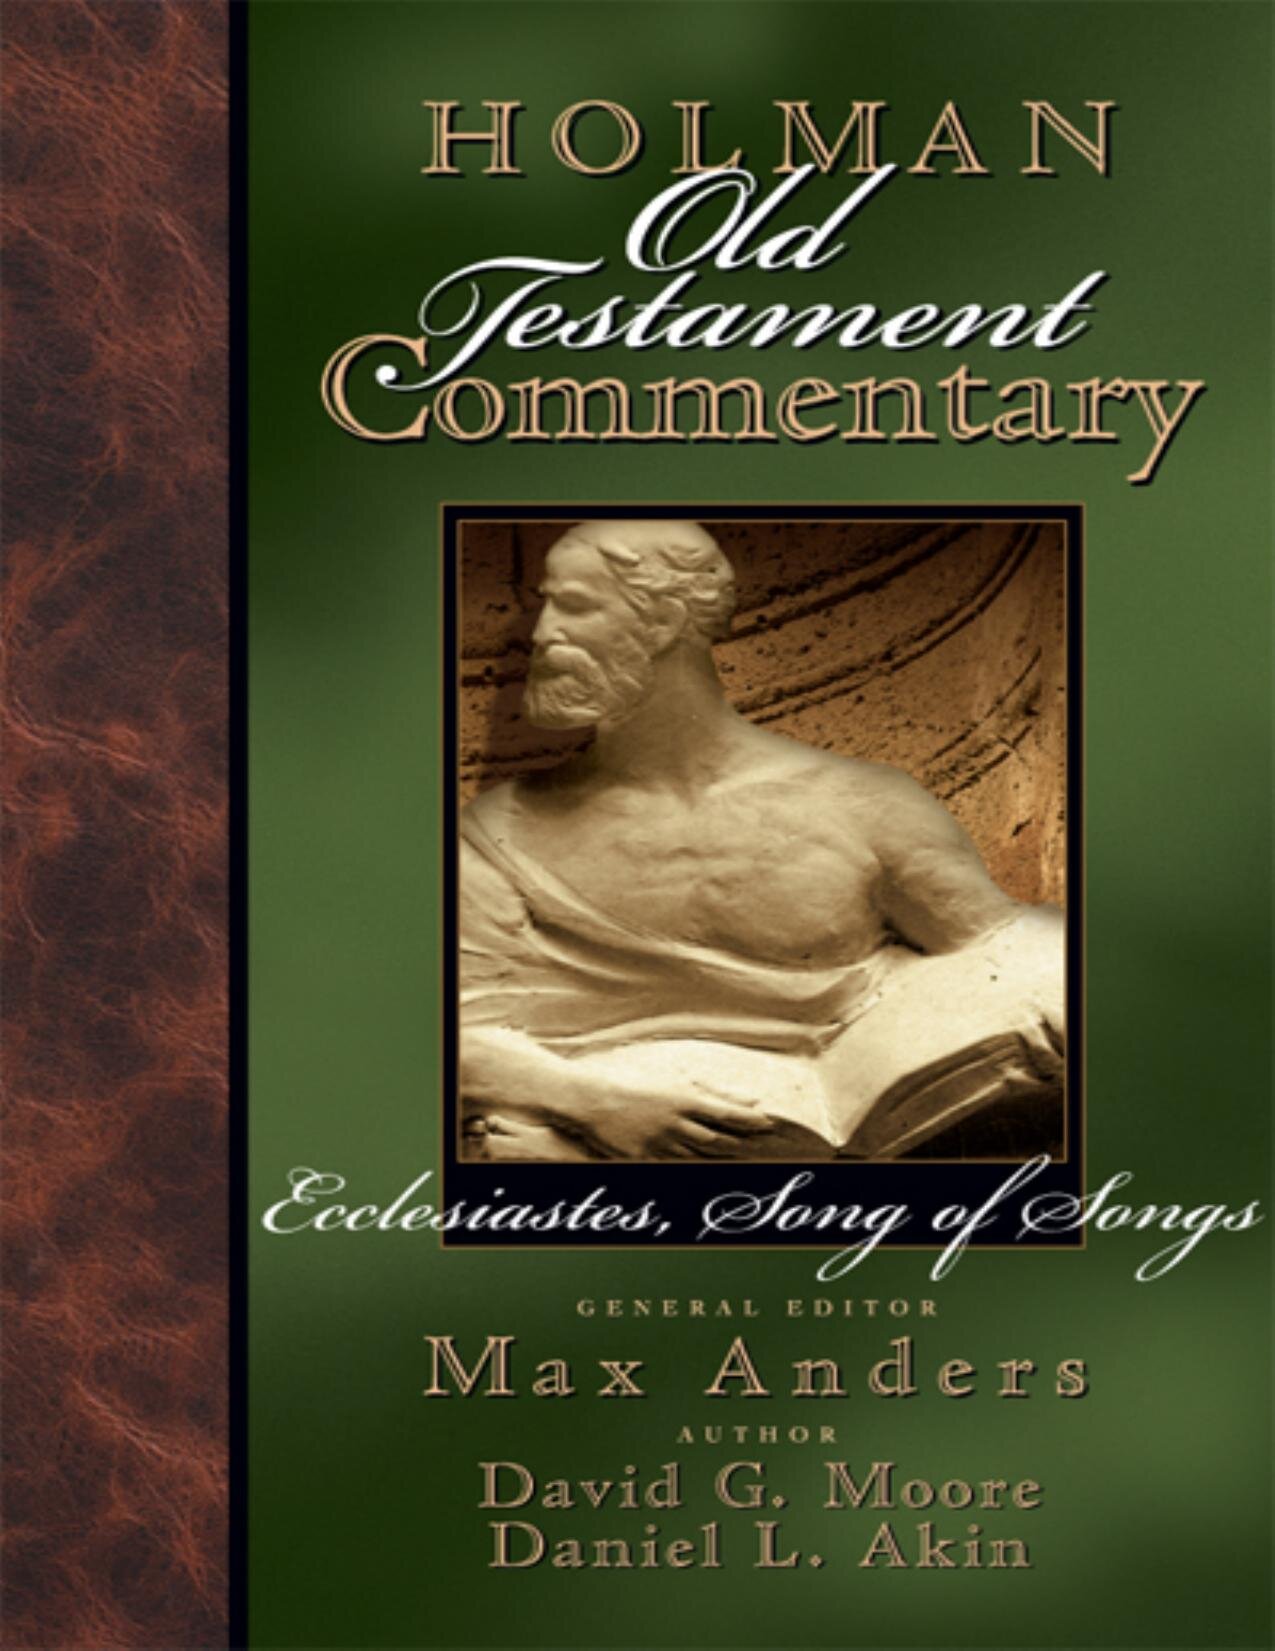 HOLMAN
Old
Testament
Commentary
Ecclesiastes, Song of Songs
GENERAL EDITOR
Max Anders
AUTHOR
David G. Moore
Daniel L. Akin